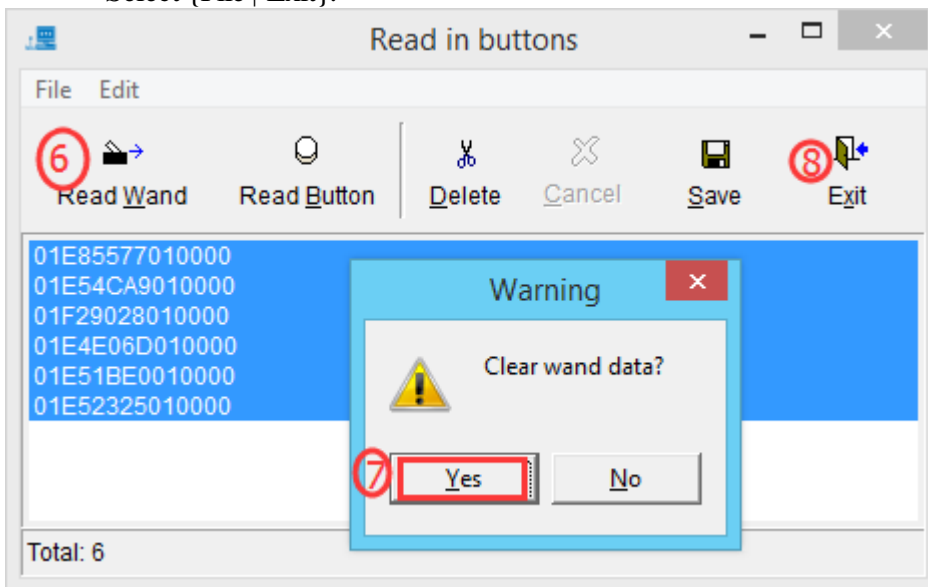 Select {File | Exit}.
Read in buttons
File Edit
6 8
Read Wand Read Button Delete Cancel Save Exit
01E85577010000
01E54CA9010000
01F29028010000
01E4E06D010000
01E51BE0010000
01E52325010000
Warning
Clear wand data?
7 Yes No
Total: 6